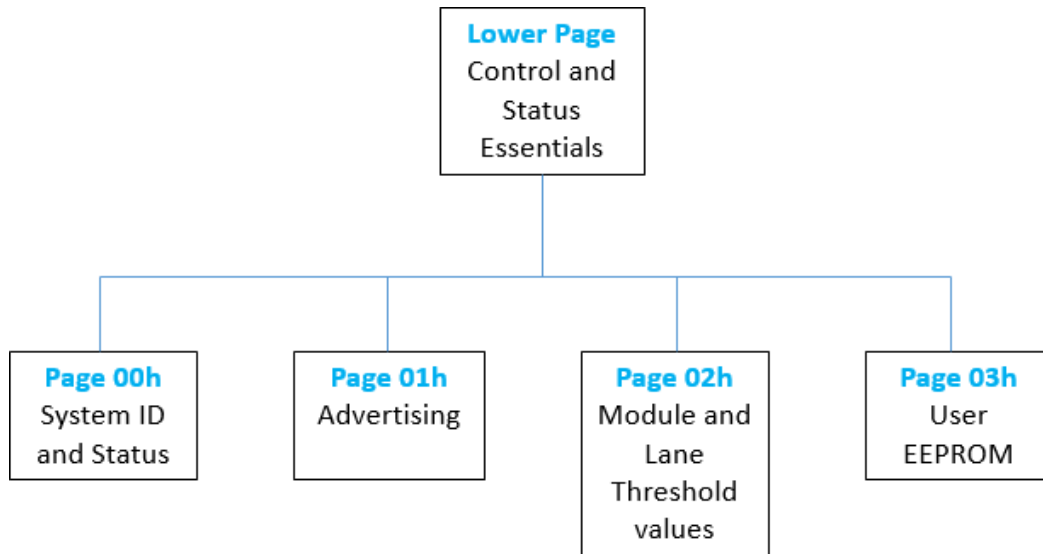 Lower Page
Control and
Status
Essentials
Page 00h
System ID
and Status
Page 01h
Advertising
Page 02h
Module and
Lane
Threshold
values
Page 03h
User
EEPROM